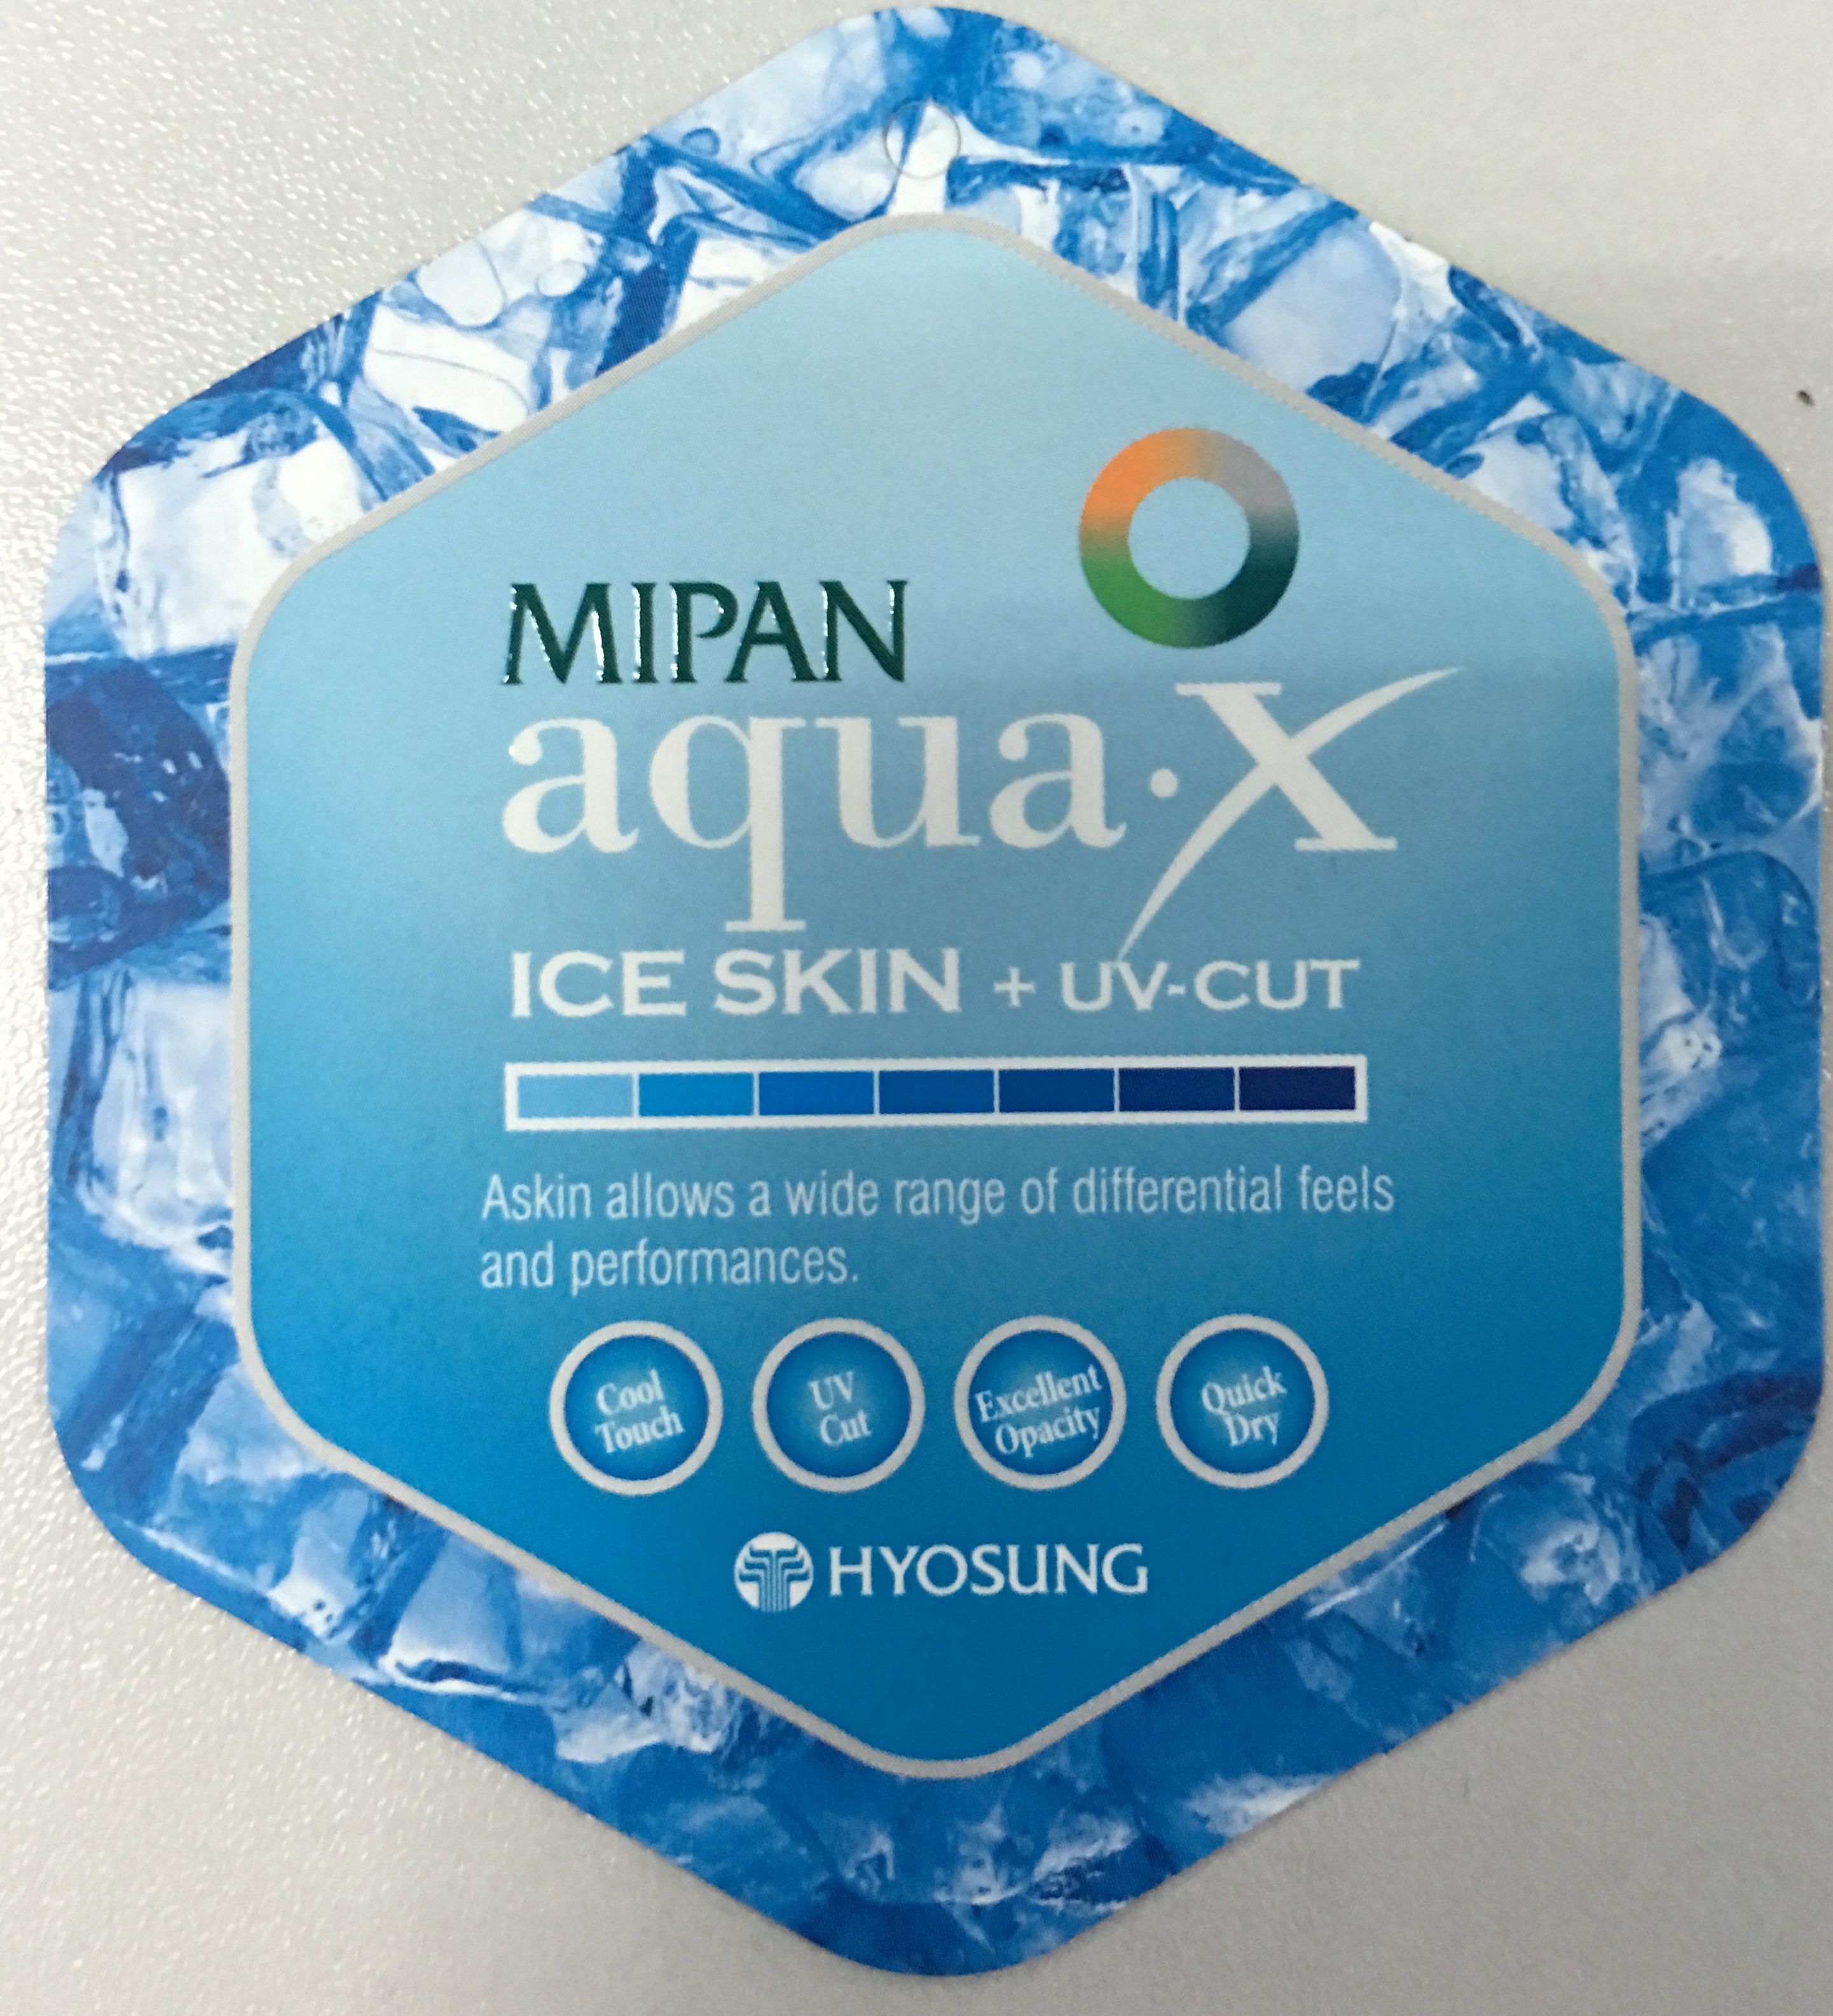 MIPAN
aqua·X
ICE SKIN + UV-CUT
Askin allows a wide range of differential feels
and performances.
Cool
Touch
UV
Cut
Excellent
Opacity
Quick
Dry
HYOSUNG